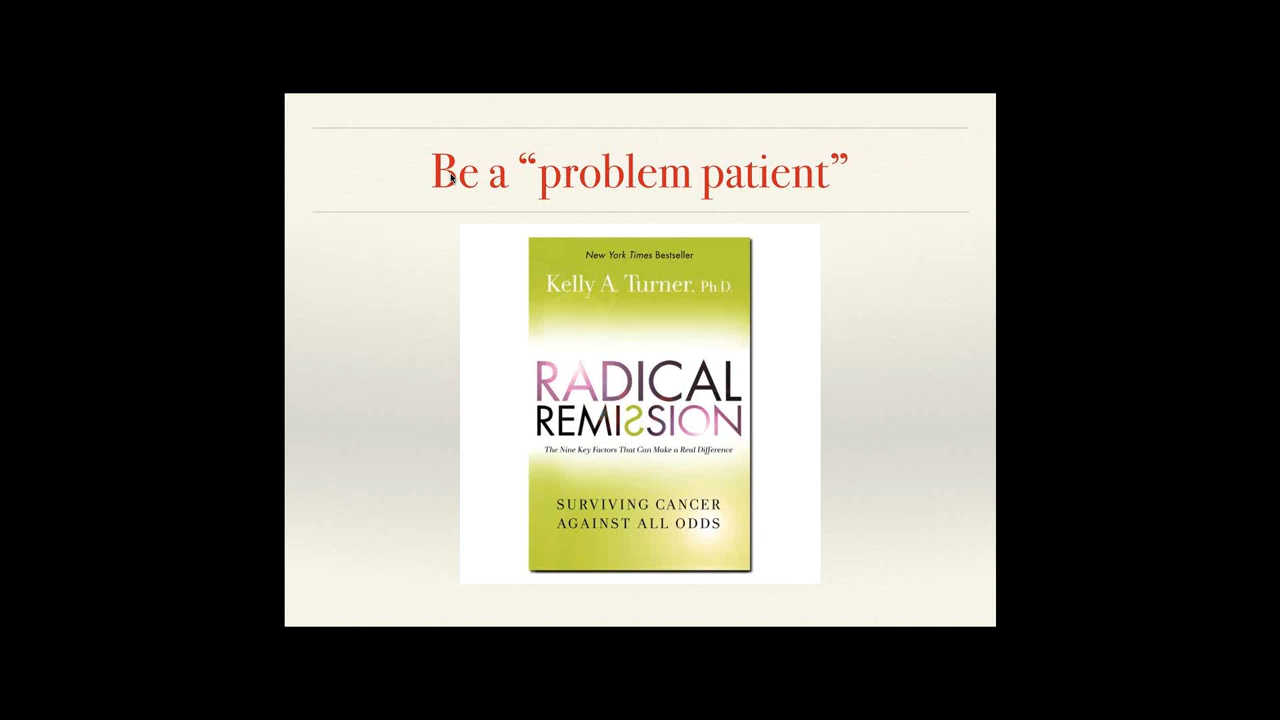 Be a “problem patient”
New York Times Bestseller
Kelly A. Turner, Ph.D.
RADICAL
REMISSION
The Nine Key Factors That Can Make a Real Difference
SURVIVING CANCER
AGAINST ALL ODDS